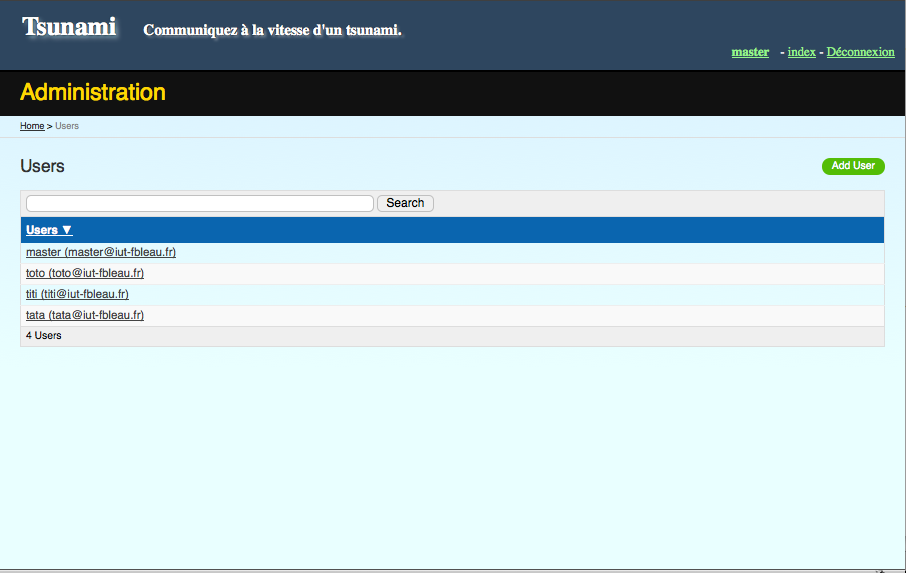 Tsunami Communiquez à la vitesse d'un tsunami.
master - index - Déconnexion
Administration
Home > Users
Users Add User
Search
Users ▼
master (master@iut-fbleau.fr)
toto (toto@iut-fbleau.fr)
titi (titi@iut-fbleau.fr)
tata (tata@iut-fbleau.fr)
4 Users